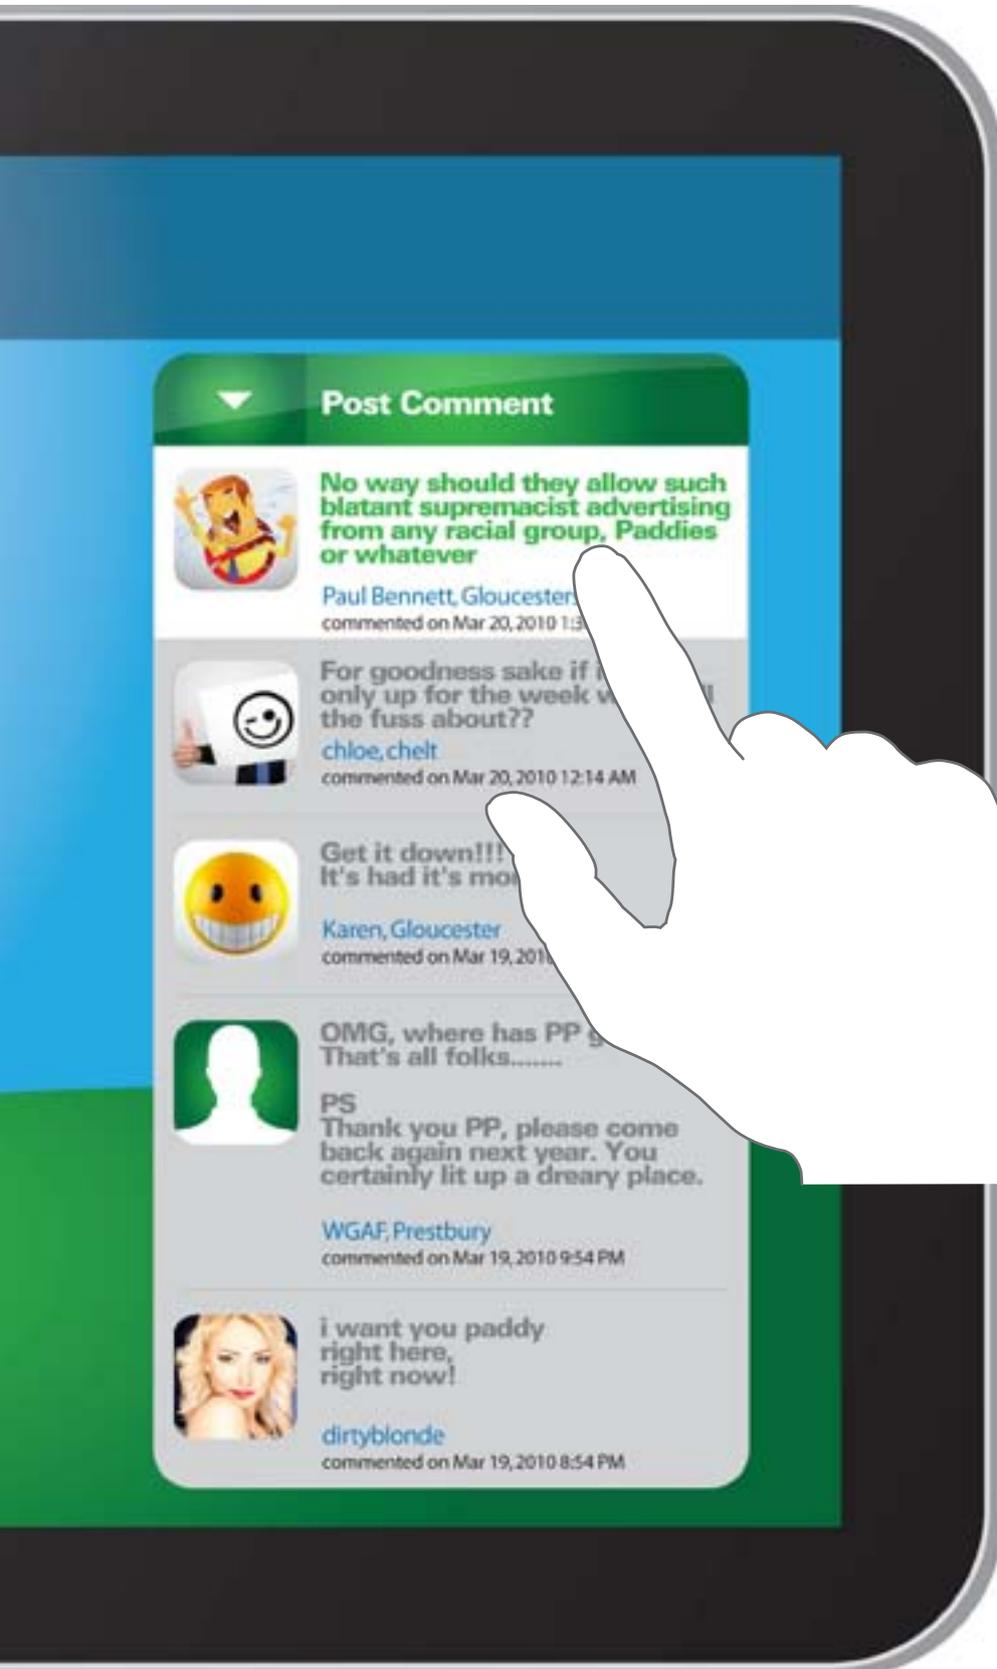 Post Comment
No way should they allow such
blatant supremacist advertising
from any racial group, Paddies
or whatever
Paul Bennett, Gloucester
commented on Mar 20, 2010
For goodness sake if
only up for the week
the fuss about??
chloe, chelt
commented on Mar 20, 2010 12:14 AM
Get it down!!!
It's had it's
Karen, Gloucester
commented on Mar 19,
OMG, where has PP
That's all folks.......
PS
Thank you PP, please come
back again next year. You
certainly lit up a dreary place.
WGAF, Prestbury
commented on Mar 19, 2010 9:54 PM
i want you paddy
right here,
right now!
dirtyblonde
commented on Mar 19, 2010 8:54 PM